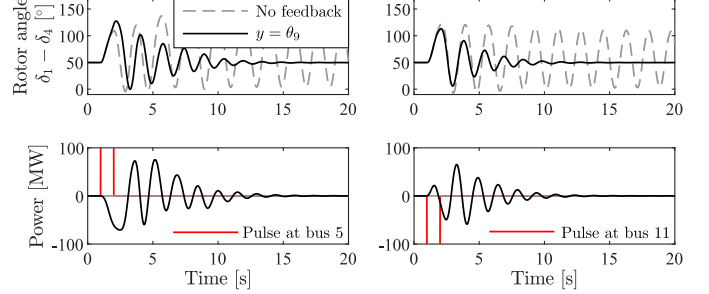 Rotor angle
δ₁ − δ₄ [°]
150
100
50
0
0 5 10 15 20
No feedback
y = θ₉
150
100
50
0
0 5 10 15 20
Power [MW]
100
0
-100
0 5 10 15 20
Pulse at bus 5
Time [s]
100
0
-100
0 5 10 15 20
Pulse at bus 11
Time [s]